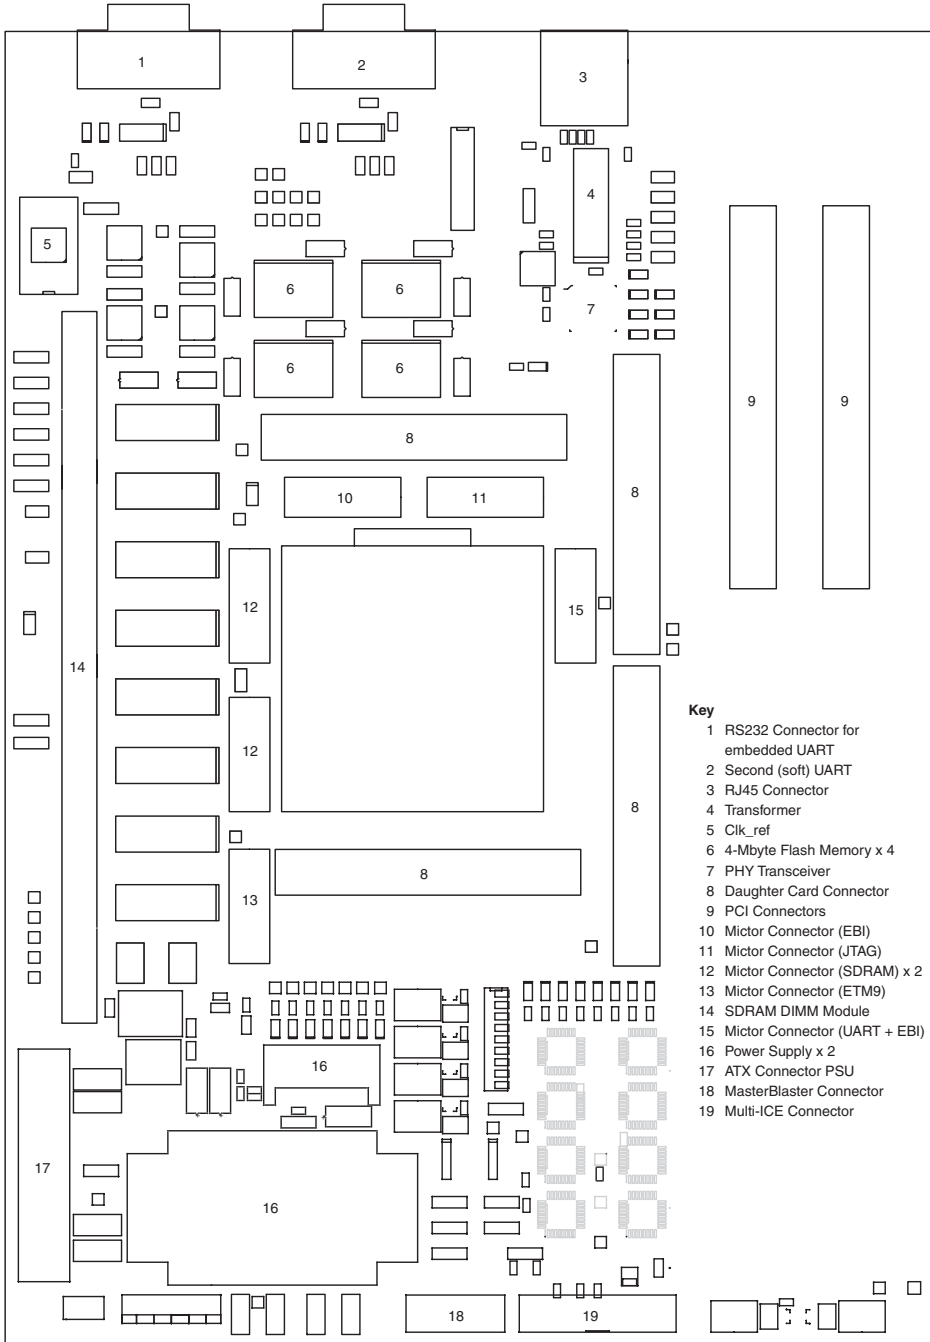 1
2
3
4
5
6
6
7
6
6
9
9
8
8
10
11
12
15
14
12
8
8
13
16
17
16
18
19
Key
1 RS232 Connector for
embedded UART
2 Second (soft) UART
3 RJ45 Connector
4 Transformer
5 Clk_ref
6 4-Mbyte Flash Memory x 4
7 PHY Transceiver
8 Daughter Card Connector
9 PCI Connectors
10 Mictor Connector (EBI)
11 Mictor Connector (JTAG)
12 Mictor Connector (SDRAM) x 2
13 Mictor Connector (ETM9)
14 SDRAM DIMM Module
15 Mictor Connector (UART + EBI)
16 Power Supply x 2
17 ATX Connector PSU
18 MasterBlaster Connector
19 Multi-ICE Connector